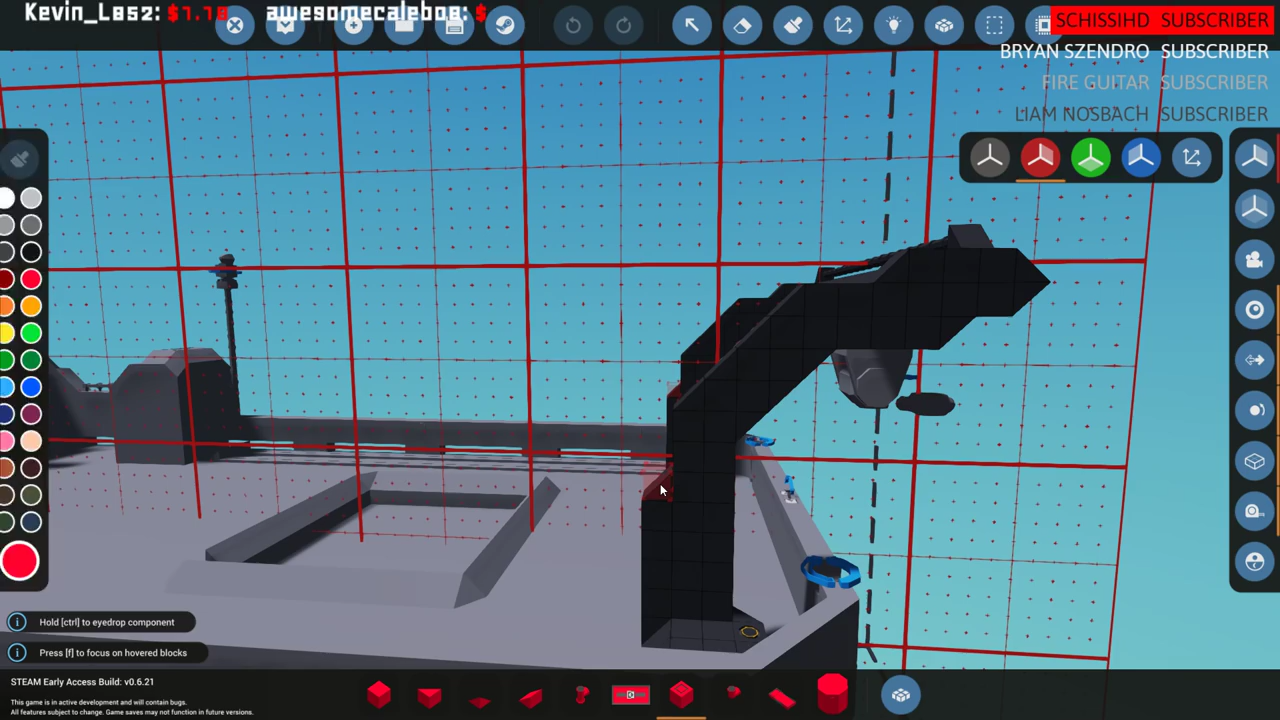 Kevin_L852: $1.18 awesomecaleb08: $
SCHISSIHD SUBSCRIBER
BRYAN SZENDRO SUBSCRIBER
FIRE GUITAR SUBSCRIBER
LIAM NOSBACH SUBSCRIBER
Hold [ctrl] to eyedrop component
Press [f] to focus on hovered blocks
STEAM Early Access Build: v0.6.21
This game is in active development and will contain bugs.
All features subject to change. Game saves may not function in future versions.